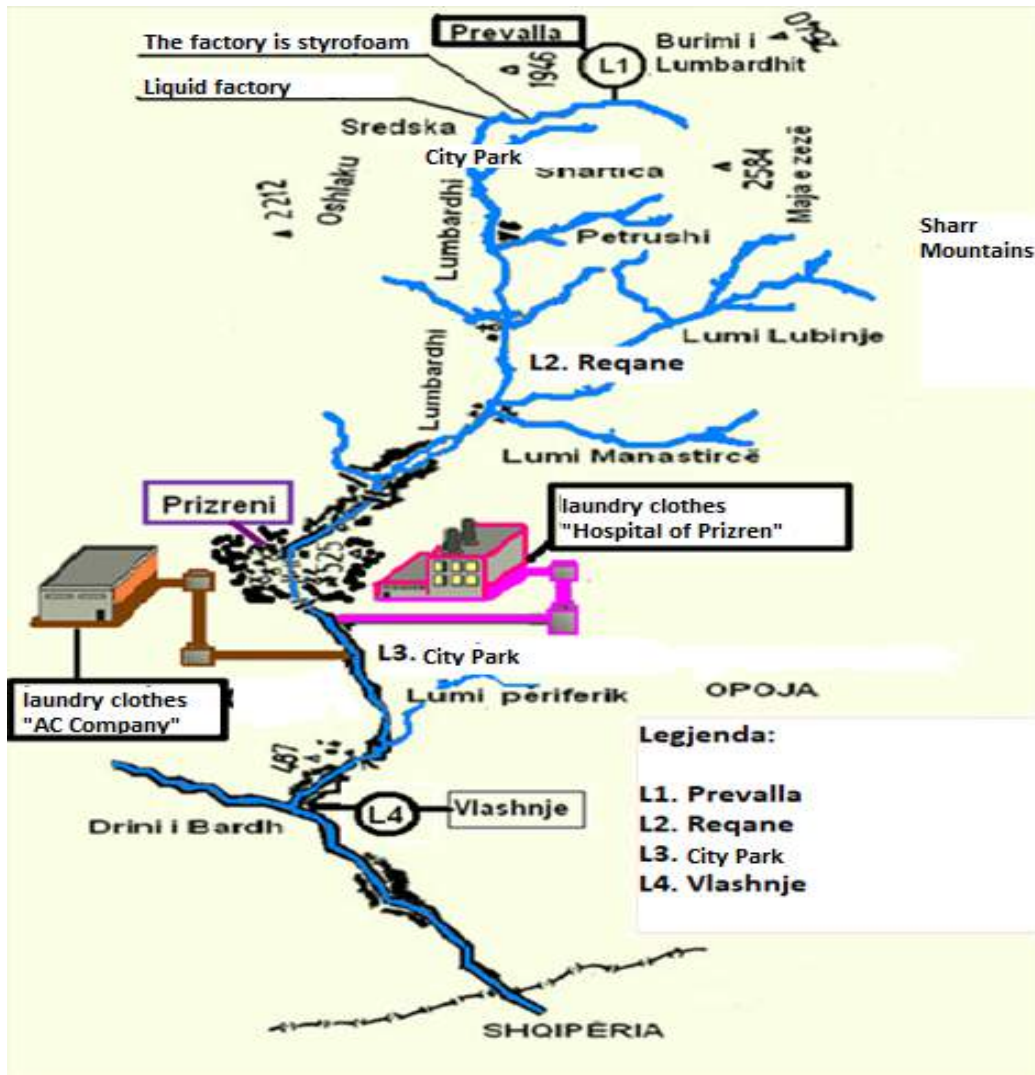 The factory is styrofoam
Prevalla
Burimi i
Lumbardhit
L1
1946
Liquid factory
Sredska
City Park
Shartica
2584
Maja e zezë
2212
Oshlaku
Lumbardhi
Petrushi
Sharr
Mountains
Lumi Lubinje
Lumbardhi
L2. Reqane
Lumi Manastircë
Prizreni
525
laundry clothes
"Hospital of Prizren"
L3. City Park
Lumi periferik
OPOJA
laundry clothes
"AC Company"
487
Drini i Bardh
L4
Vlashnje
Legjenda:
L1. Prevalla
L2. Reqane
L3. City Park
L4. Vlashnje
SHQIPËRIA